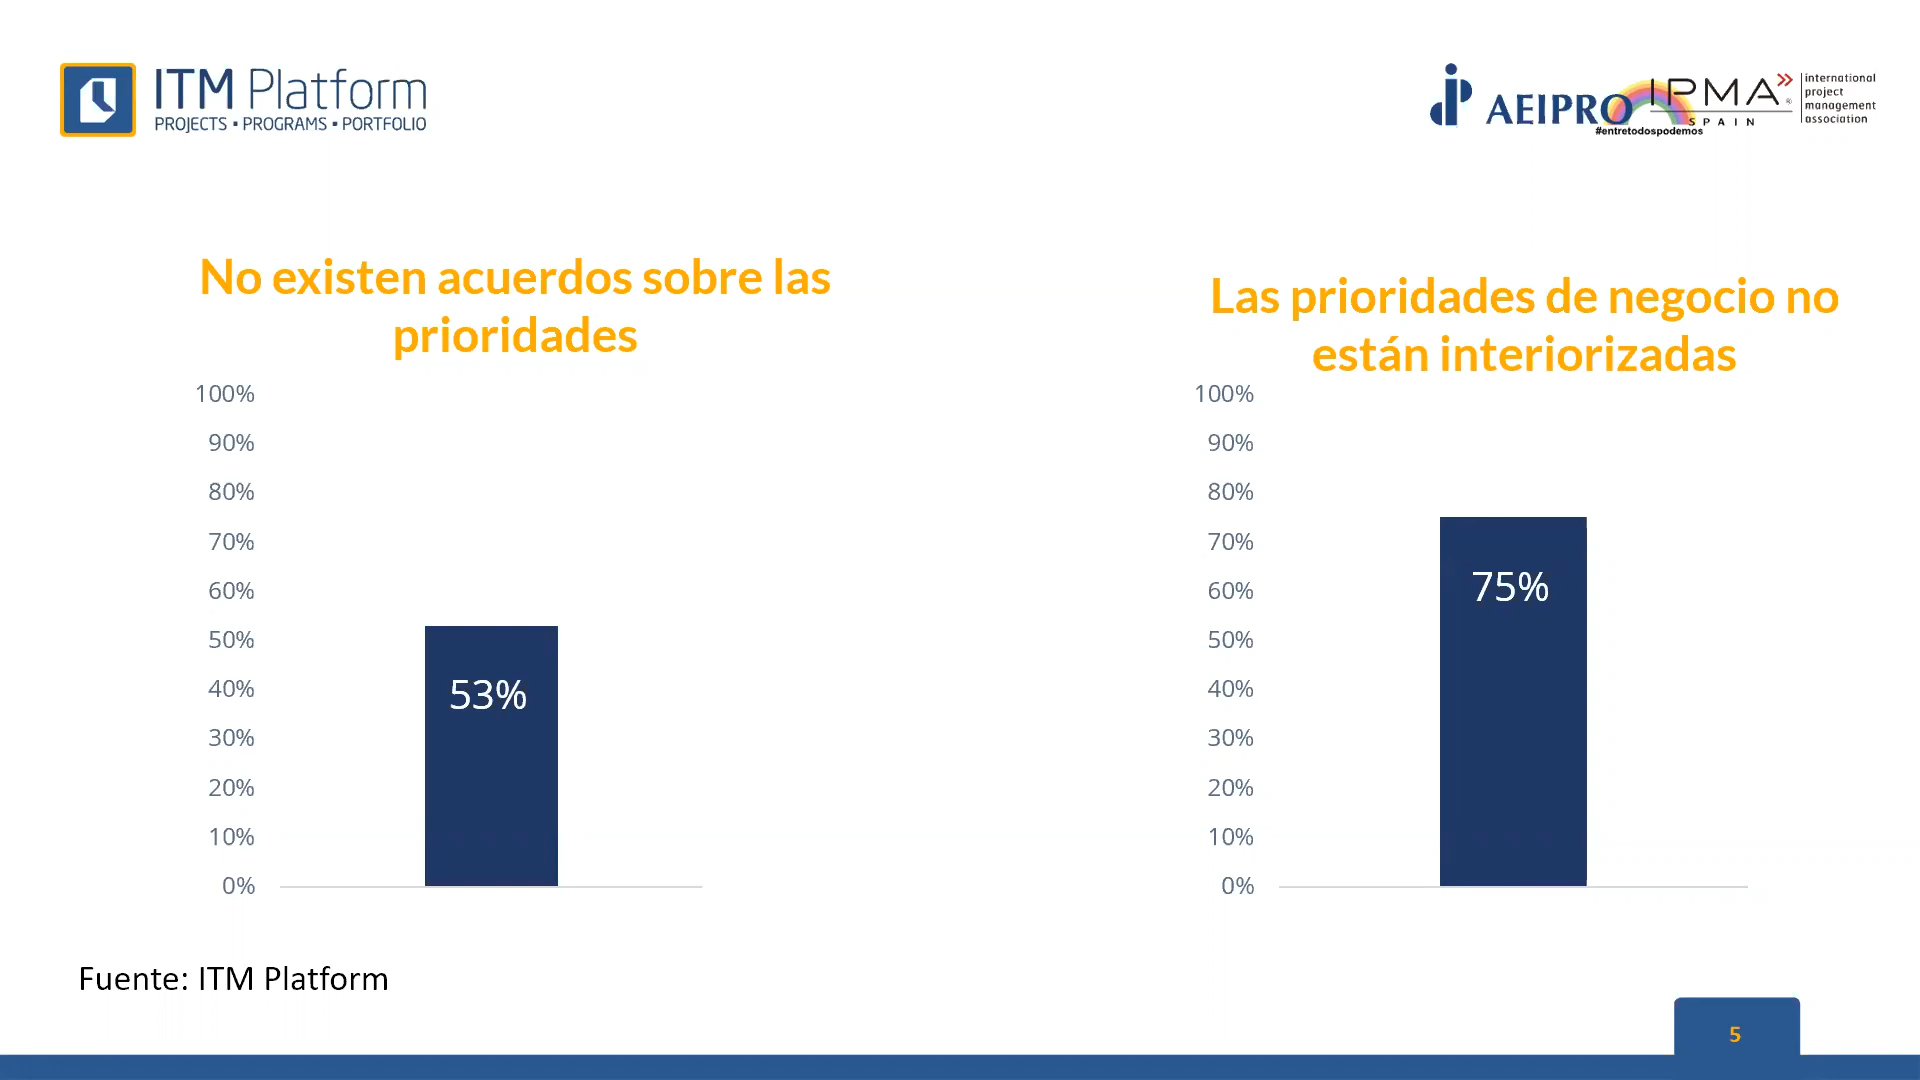 ITM Platform
PROJECTS ▪ PROGRAMS ▪ PORTFOLIO
AEIPRO
IPMA
SPAIN
®
international
project
management
association
#entretodospodemos
No existen acuerdos sobre las
prioridades
100%
90%
80%
70%
60%
50%
40%
30%
20%
10%
0%
53%
Las prioridades de negocio no
están interiorizadas
100%
90%
80%
70%
60%
50%
40%
30%
20%
10%
0%
75%
Fuente: ITM Platform
5